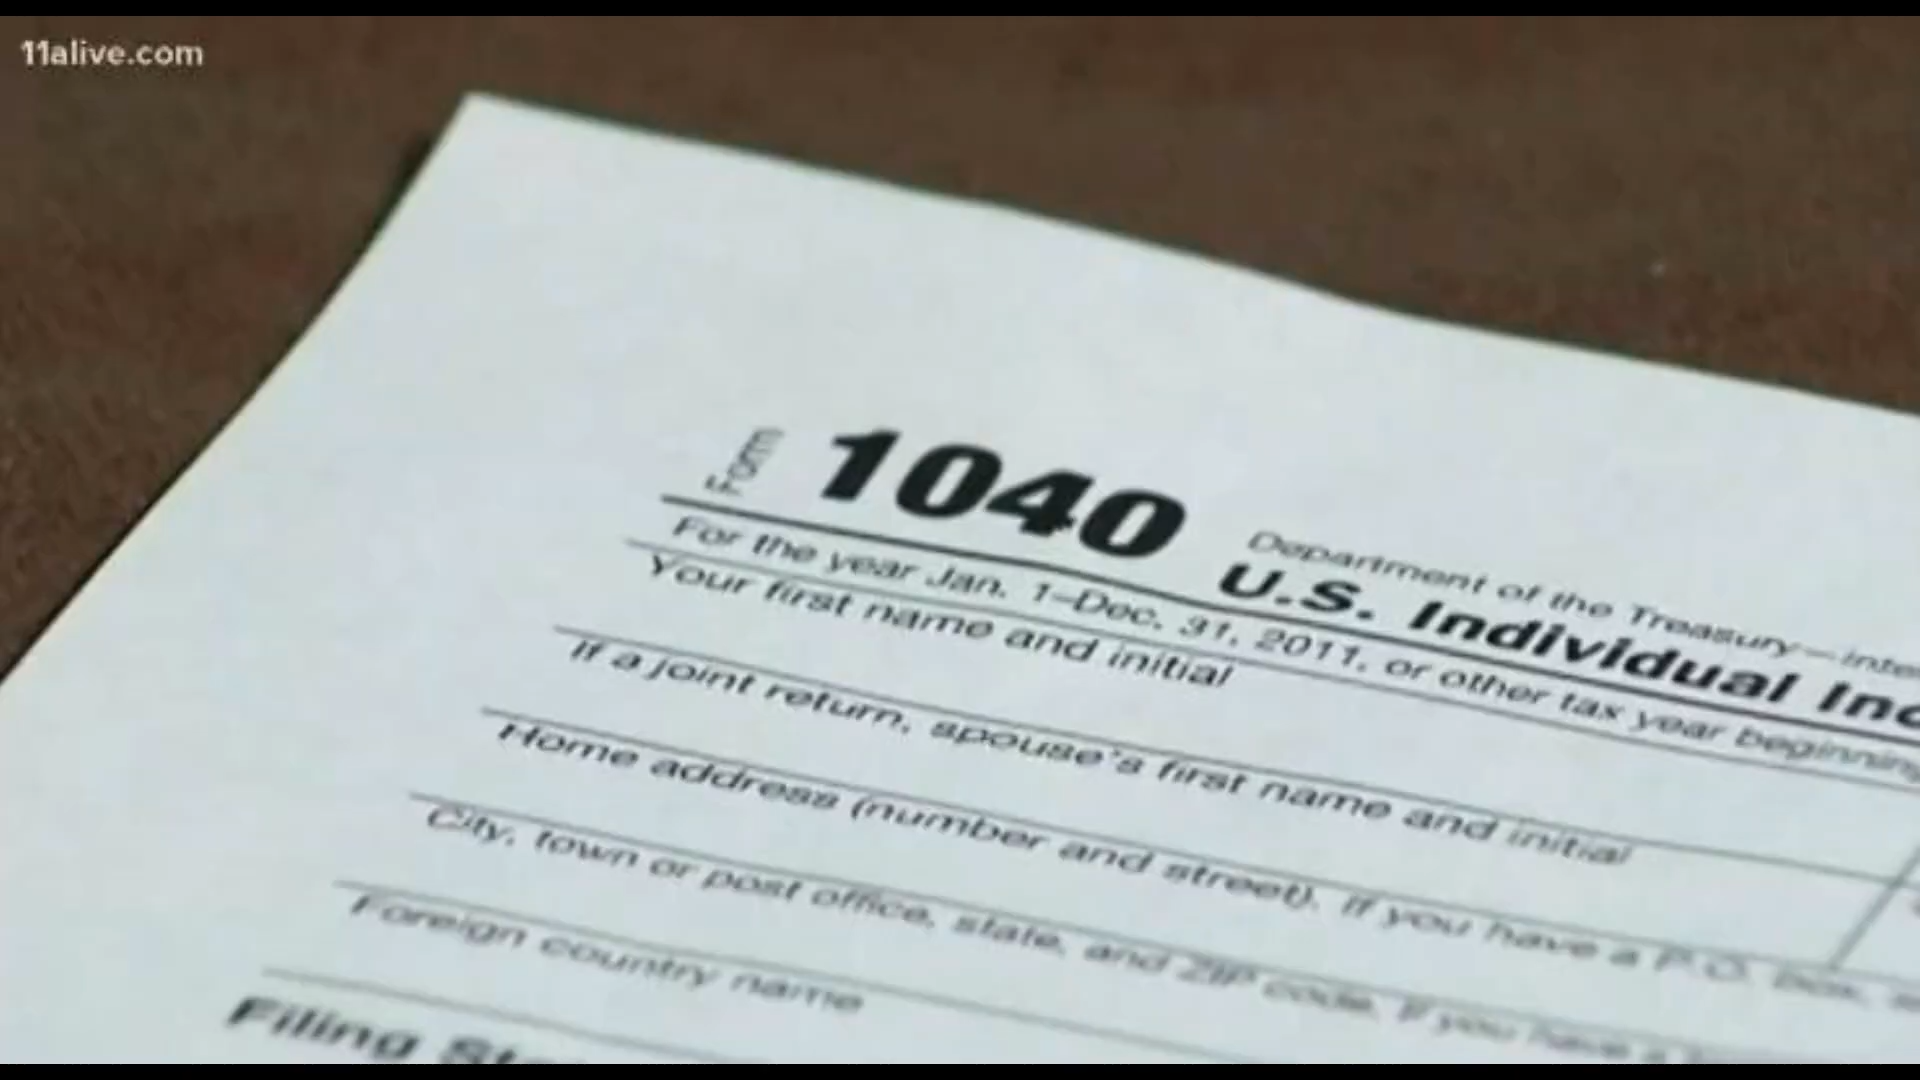 11alive.com
Form 1040
Department of the Treasury—
U.S. Individual
For the year Jan. 1–Dec. 31, 2011, or other tax year beginning
Your first name and initial
If a joint return, spouse's first name and initial
Home address (number and street). If you have a P.O. box,
City, town or post office, state, and ZIP code. If you have a
Foreign country name
Filing